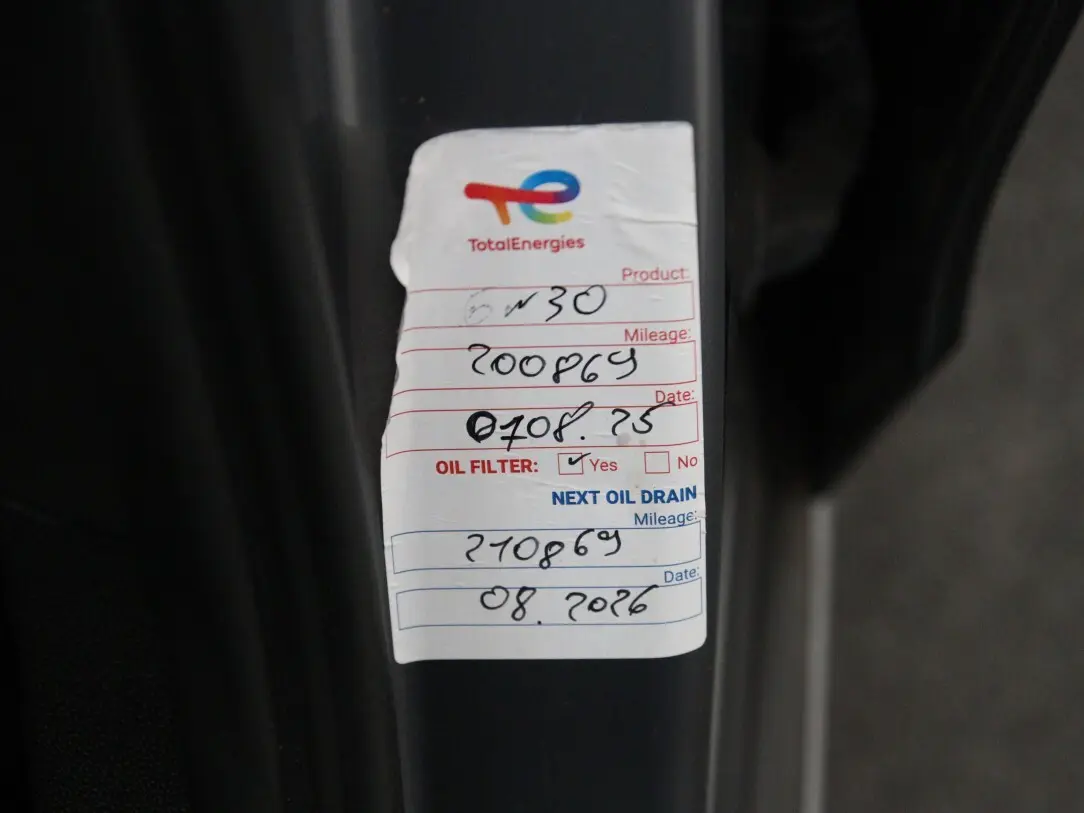 TotalEnergies
Product:
5W30
Mileage:
200869
Date:
0708.25
OIL FILTER: ✓ Yes No
NEXT OIL DRAIN
Mileage:
210869
Date:
08.2026